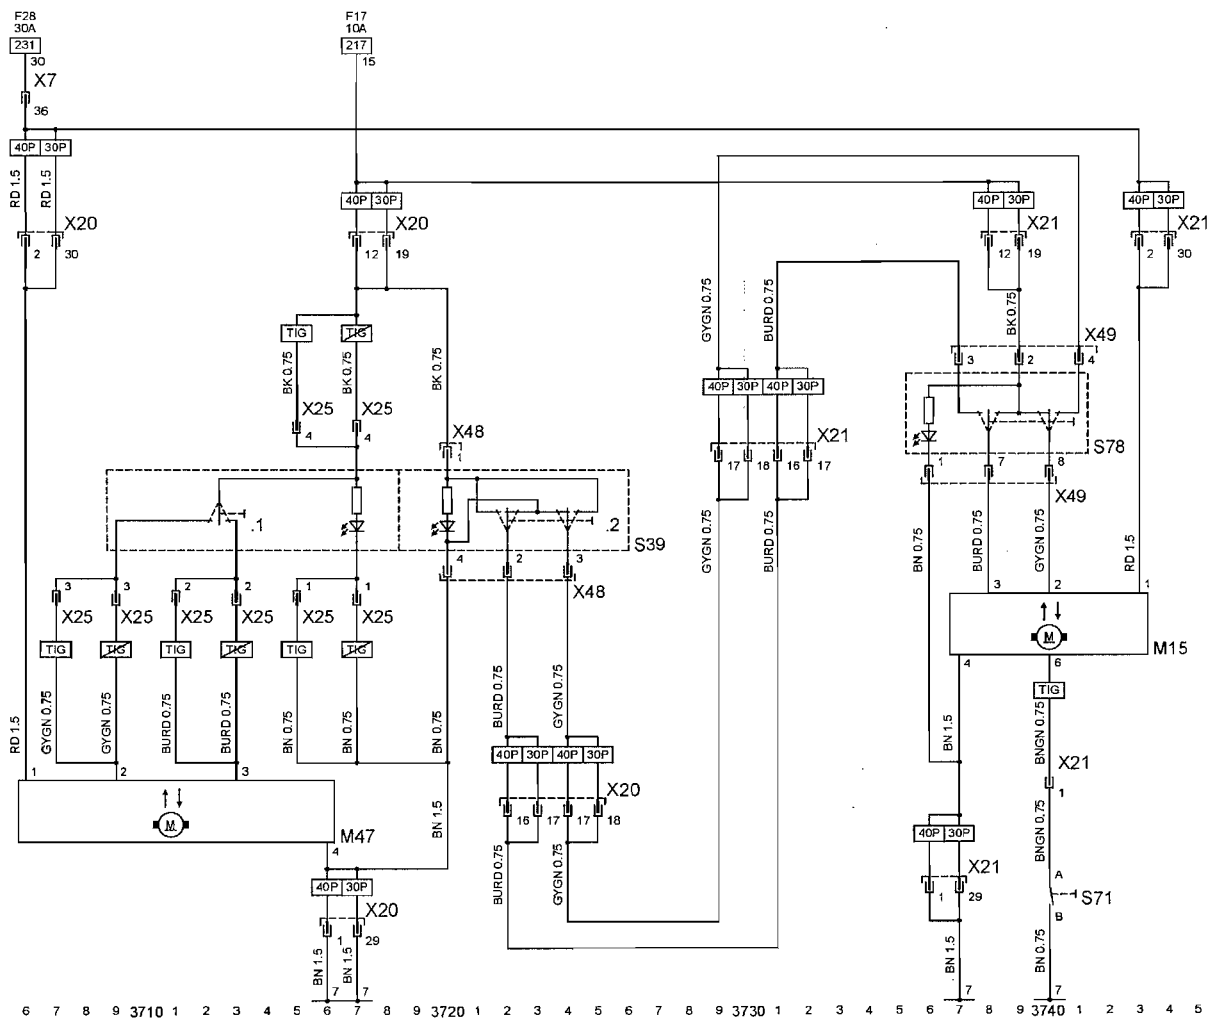 F28 F17
30A 10A
231 217
30 15
X7
36
40P 30P
RD 1.5 RD 1.5
40P 30P 40P 30P 40P 30P
X20 X20 X21 X21
2 30 12 19 12 19 2 30
GYGN 0.75 BURD 0.75 BK 0.75
TIG TIG
BK 0.75 BK 0.75 BK 0.75
X49
3 2 4
40P 30P 40P 30P
X25 X25
4 4
X48
1
X21
17 18 16 17
S78
1 7 8
X49
.1 .2
S39
GYGN 0.75 BURD 0.75
BN 0.75 BURD 0.75 GYGN 0.75 RD 1.5
4 2 3
X48
3 3 2 2 1 1
X25 X25 X25 X25 X25 X25
3 2 1
TIG TIG TIG TIG TIG TIG
M
M15
4 6
TIG
GYGN 0.75 GYGN 0.75 BURD 0.75 BURD 0.75 BN 0.75 BN 0.75 BN 0.75
BURD 0.75 GYGN 0.75
RD 1.5
BN 1.5 BNGN 0.75
40P 30P 40P 30P
X21
1
1 2 3
X20
16 17 17 18
M
M47
4
BN 1.5
BURD 0.75 GYGN 0.75
40P 30P
BNGN 0.75
X21
1 29
A
S71
B
40P 30P
X20
1 29
BN 1.5 BN 1.5
BN 1.5 BN 0.75
7 7 7 7
6 7 8 9 3710 1 2 3 4 5 6 7 8 9 3720 1 2 3 4 5 6 7 8 9 3730 1 2 3 4 5 6 7 8 9 3740 1 2 3 4 5